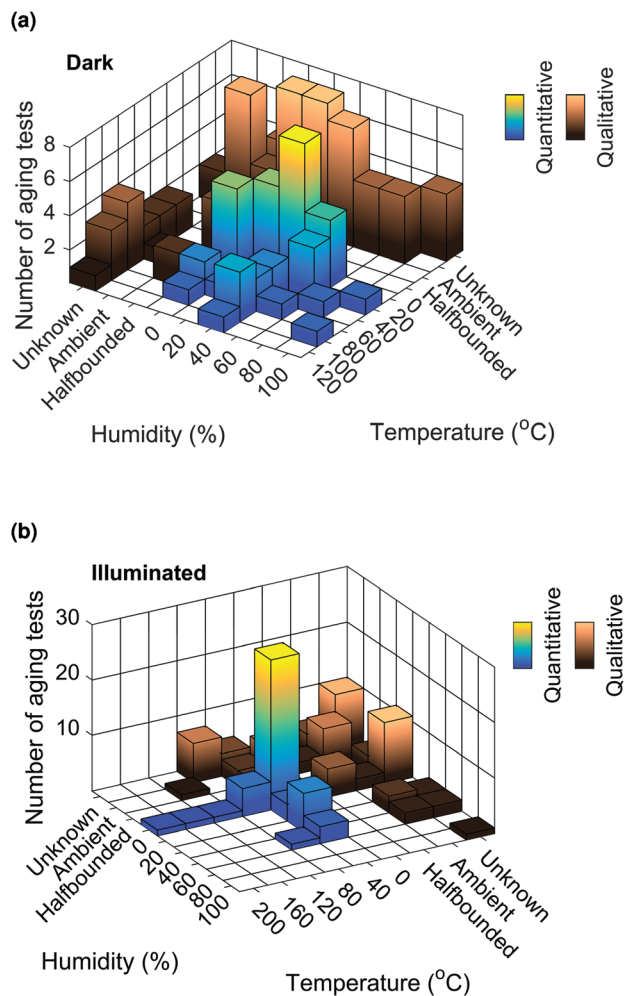 (a)
Dark
Quantitative
Qualitative
Number of aging tests
8
6
4
2
Unknown
Ambient
Halfbounded
0
20
40
60
80
100
Humidity (%)
120
100
80
60
40
20
0
Halfbounded
Ambient
Unknown
Temperature (°C)
(b)
Illuminated
Quantitative
Qualitative
Number of aging tests
30
20
10
Unknown
Ambient
Halfbounded
0
20
40
60
80
100
Humidity (%)
200
160
120
80
40
0
Halfbounded
Ambient
Unknown
Temperature (°C)